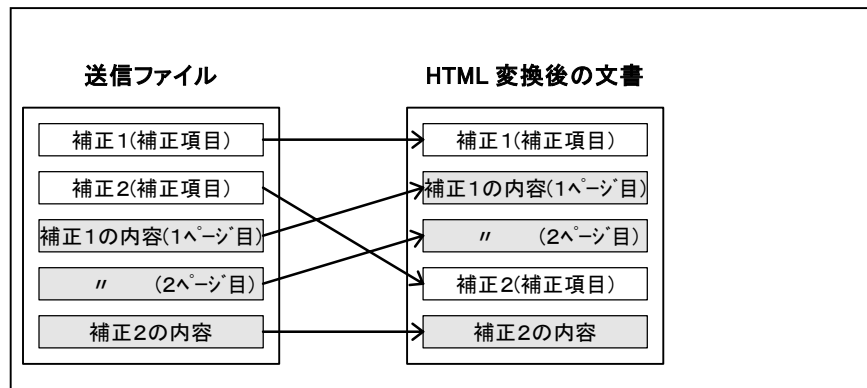 送信ファイル
補正1(補正項目)
補正2(補正項目)
補正1の内容(1ﾍﾟｰｼﾞ目)
〃 (2ﾍﾟｰｼﾞ目)
補正2の内容
HTML 変換後の文書
補正1(補正項目)
補正1の内容(1ﾍﾟｰｼﾞ目)
〃 (2ﾍﾟｰｼﾞ目)
補正2(補正項目)
補正2の内容